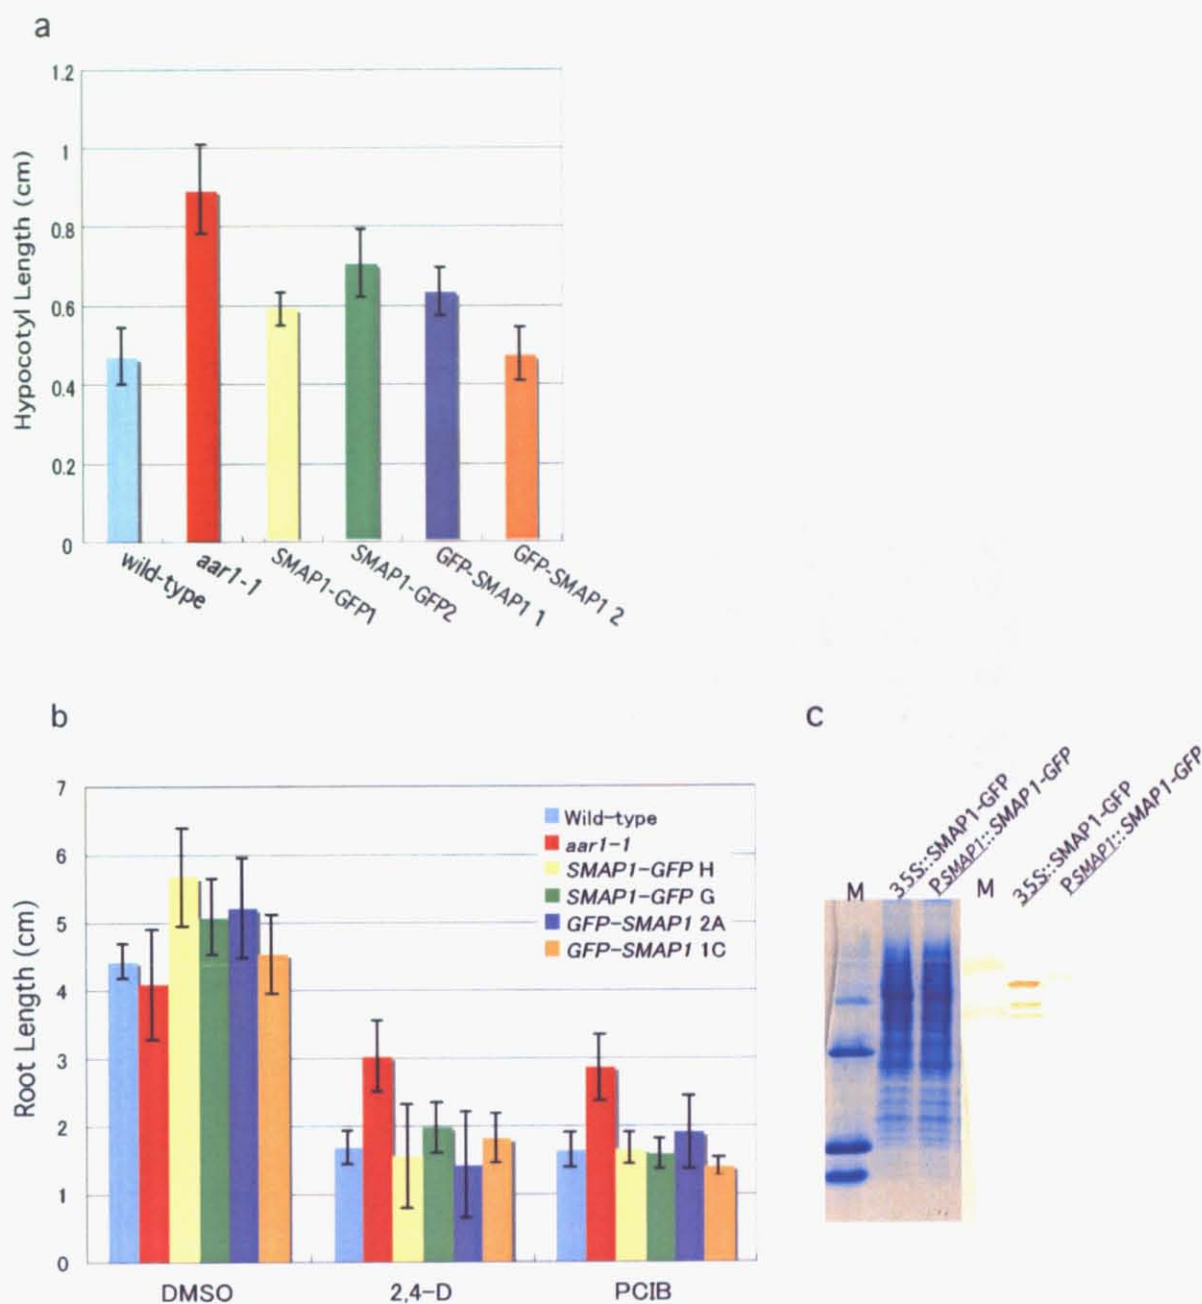 a
Hypocotyl Length (cm)
1.2
1
0.8
0.6
0.4
0.2
0
wild-type
aar1-1
SMAP1-GFP1
SMAP1-GFP2
GFP-SMAP1 1
GFP-SMAP1 2
b
Root Length (cm)
7
6
5
4
3
2
1
0
Wild-type
aar1-1
SMAP1-GFP H
SMAP1-GFP G
GFP-SMAP1 2A
GFP-SMAP1 1C
DMSO
2,4-D
PCIB
c
M
35S::SMAP1-GFP
PSMAP1::SMAP1-GFP
M
35S::SMAP1-GFP
PSMAP1::SMAP1-GFP